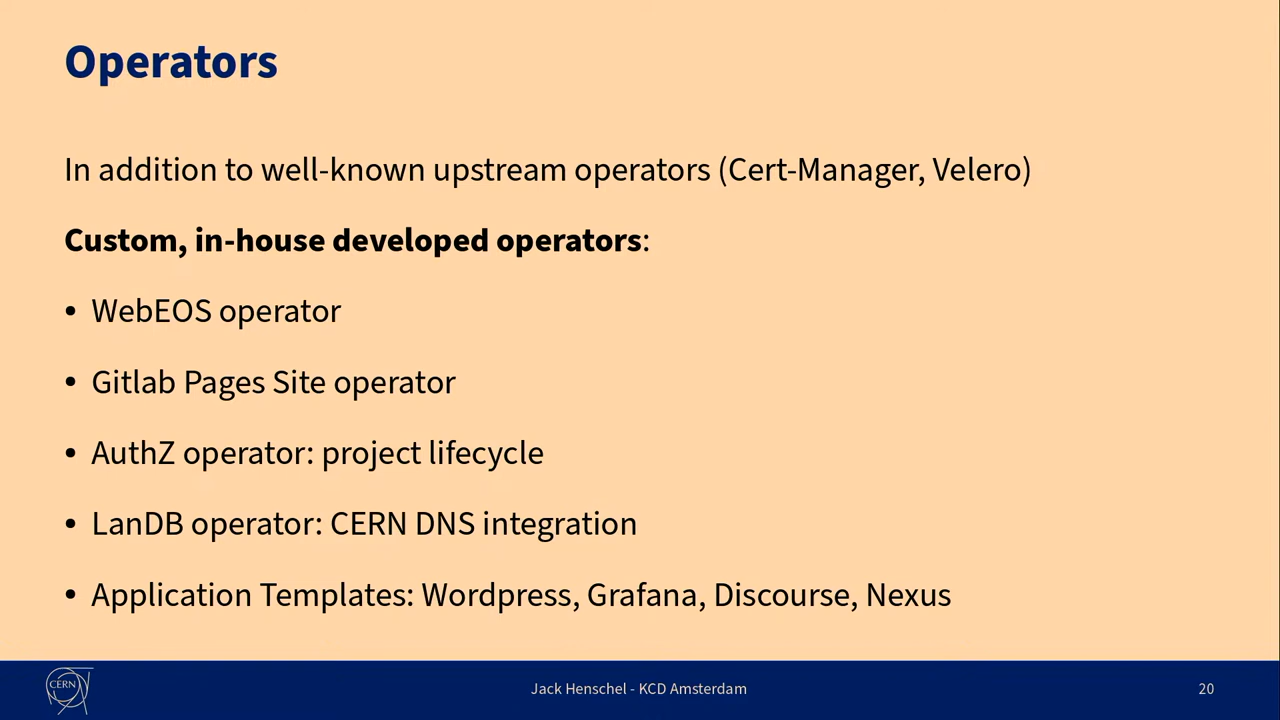 Operators
In addition to well-known upstream operators (Cert-Manager, Velero)
Custom, in-house developed operators:
• WebEOS operator
• Gitlab Pages Site operator
• AuthZ operator: project lifecycle
• LanDB operator: CERN DNS integration
• Application Templates: Wordpress, Grafana, Discourse, Nexus
CERN
Jack Henschel - KCD Amsterdam
20